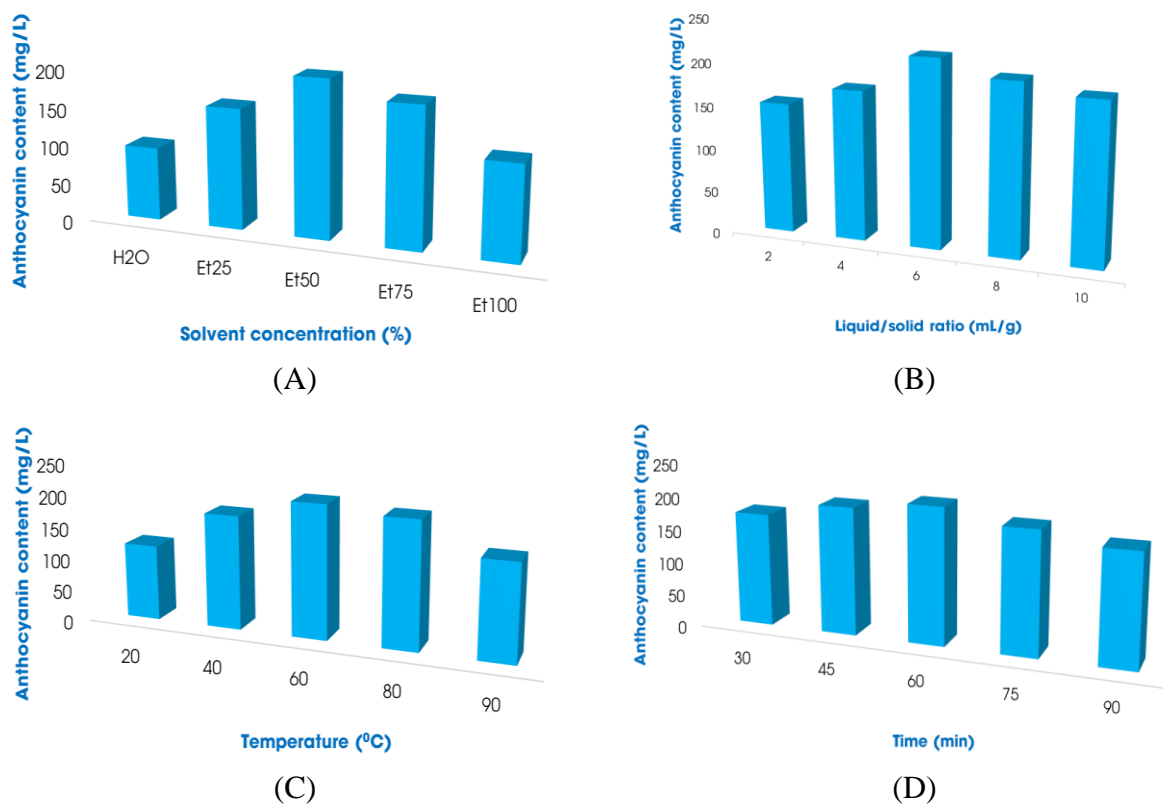 Anthocyanin content (mg/L)
200
150
100
50
0
H2O
Et25
Et50
Et75
Et100
Solvent concentration (%)
(A)
Anthocyanin content (mg/L)
250
200
150
100
50
0
2
4
6
8
10
Liquid/solid ratio (mL/g)
(B)
Anthocyanin content (mg/L)
250
200
150
100
50
0
20
40
60
80
90
Temperature (⁰C)
(C)
Anthocyanin content (mg/L)
250
200
150
100
50
0
30
45
60
75
90
Time (min)
(D)